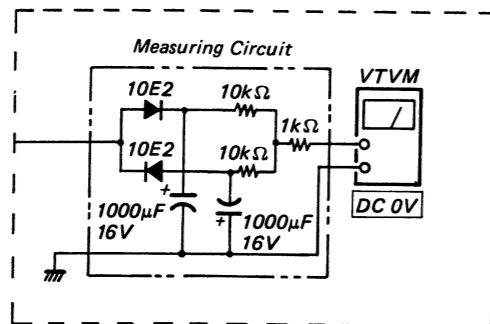 Measuring Circuit
10E2
10kΩ
VTVM
1kΩ
10E2
10kΩ
+
1000μF
16V
+
1000μF
16V
DC 0V